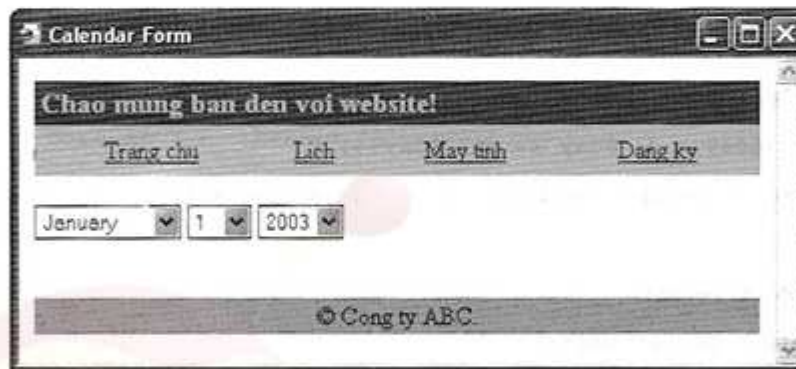 Calendar Form
Chao mung ban den voi website!
Trang chu Lich May tinh Dang ky
January 1 2003
© Cong ty ABC.